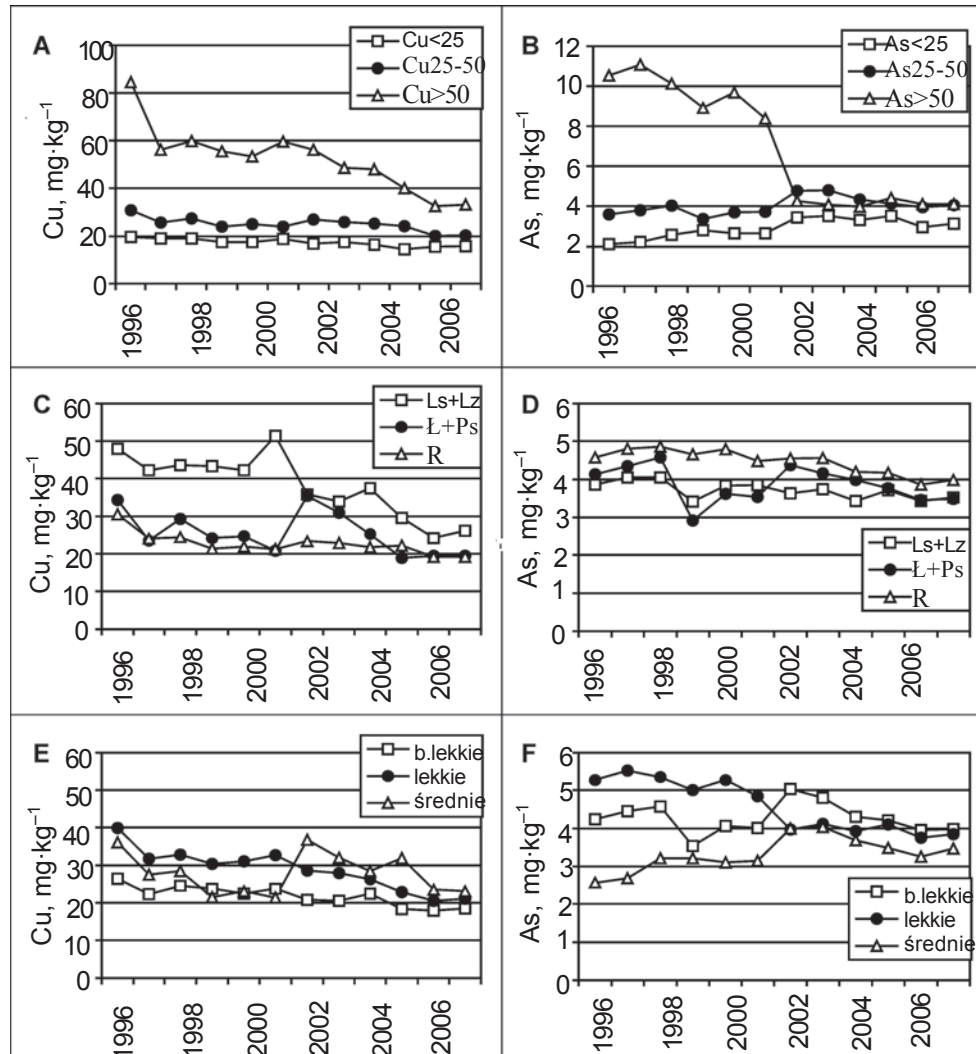 A
Cu, mg·kg⁻¹
100
80
60
40
20
0
Cu<25
Cu25-50
Cu>50
1996
1998
2000
2002
2004
2006
B
As, mg·kg⁻¹
12
10
8
6
4
2
0
As<25
As25-50
As>50
1996
1998
2000
2002
2004
2006
C
Cu, mg·kg⁻¹
60
50
40
30
20
10
0
Ls+Lz
Ł+Ps
R
1996
1998
2000
2002
2004
2006
D
As, mg·kg⁻¹
6
5
4
3
2
1
0
Ls+Lz
Ł+Ps
R
1996
1998
2000
2002
2004
2006
E
Cu, mg·kg⁻¹
60
50
40
30
20
10
0
b.lekkie
lekkie
średnie
1996
1998
2000
2002
2004
2006
F
As, mg·kg⁻¹
6
5
4
3
2
1
0
b.lekkie
lekkie
średnie
1996
1998
2000
2002
2004
2006